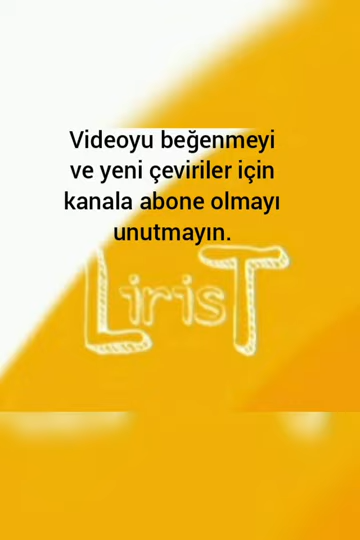 Videoyu beğenmeyi
ve yeni çeviriler için
kanala abone olmayı
unutmayın.
LirisT